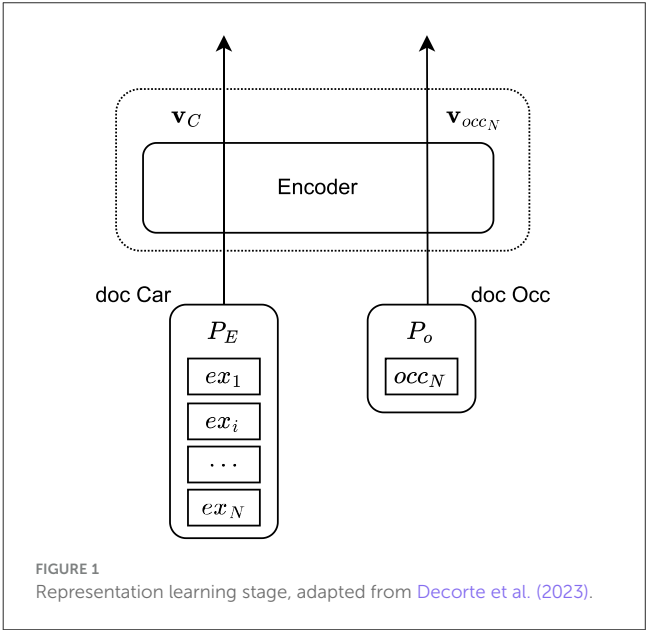 v_C
v_{occ_N}
Encoder
doc Car
doc Occ
P_E
P_o
ex_1
occ_N
ex_i
...
ex_N
FIGURE 1
Representation learning stage, adapted from Decorte et al. (2023).